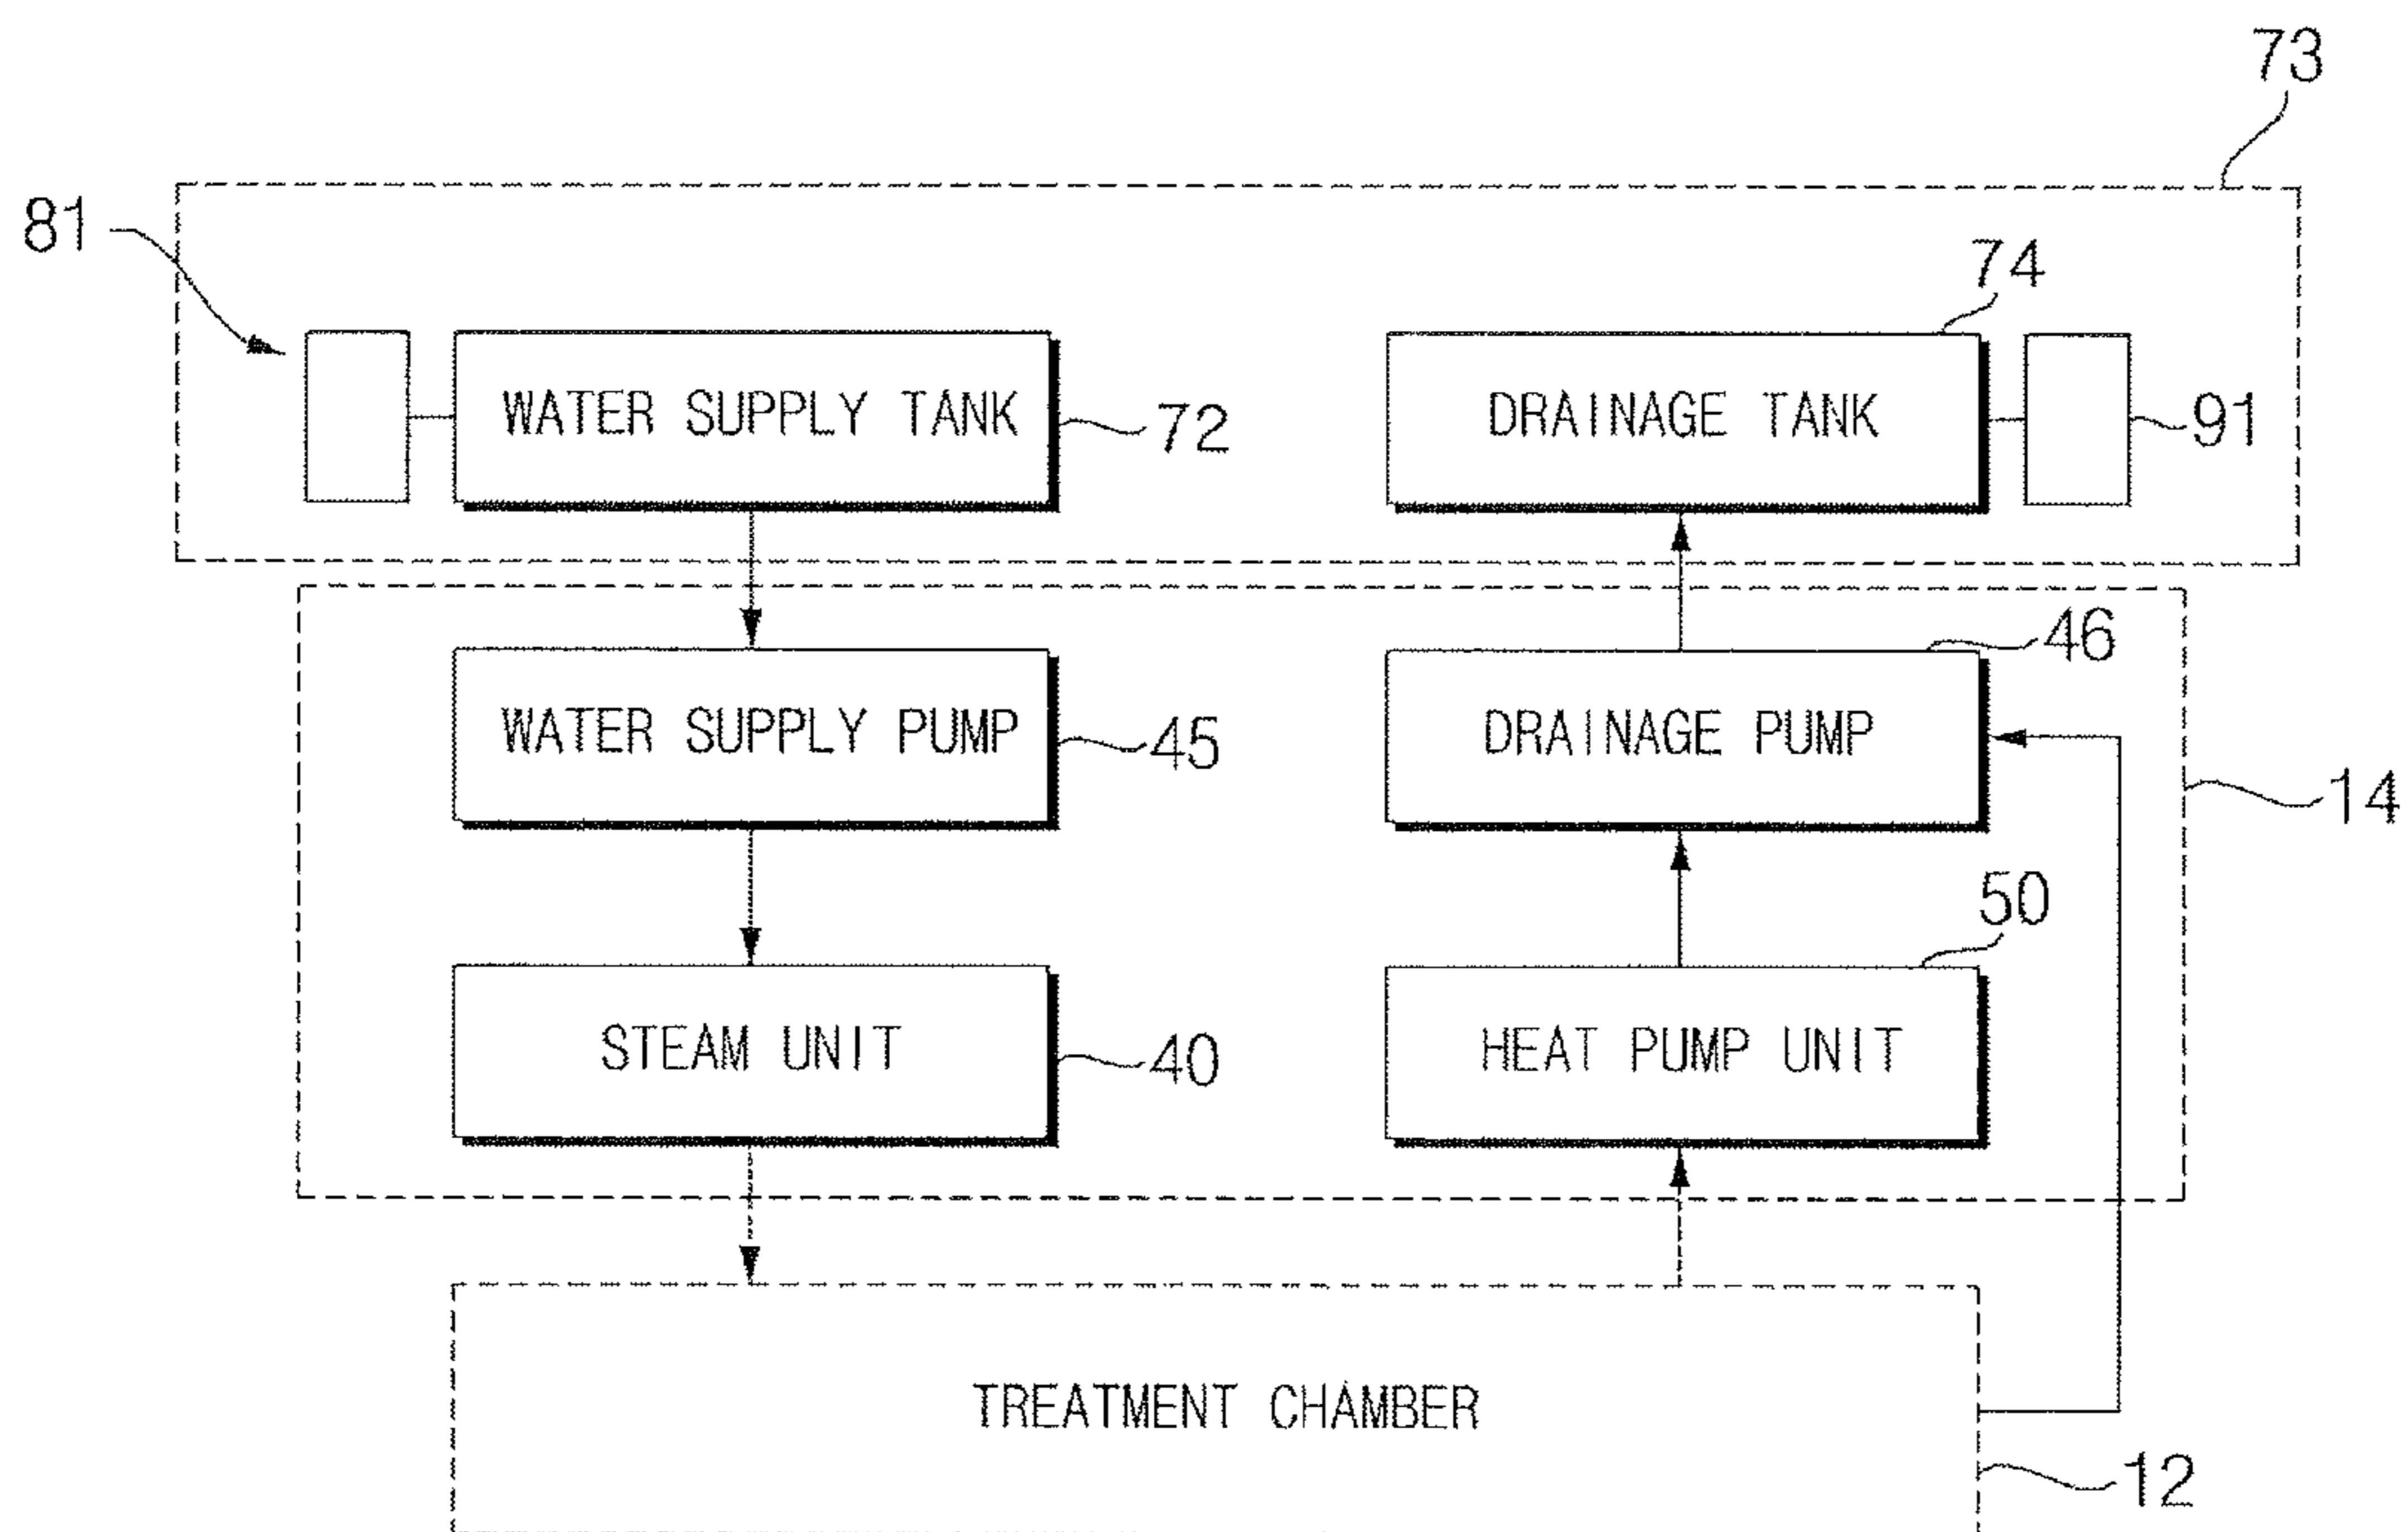 73
81
74
WATER SUPPLY TANK
72
DRAINAGE TANK
91
46
WATER SUPPLY PUMP
45
DRAINAGE PUMP
14
50
STEAM UNIT
40
HEAT PUMP UNIT
TREATMENT CHAMBER
12